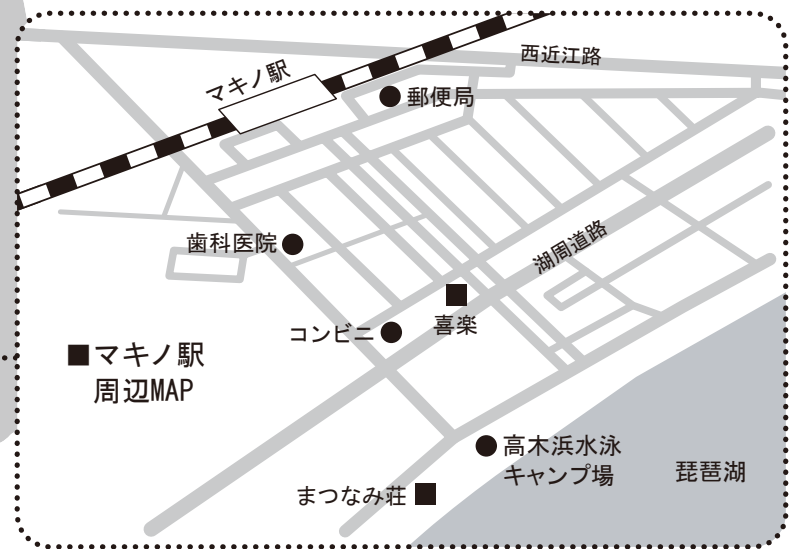 西近江路
マキノ駅
郵便局
歯科医院
湖周道路
喜楽
コンビニ
■マキノ駅
周辺MAP
高木浜水泳
キャンプ場
琵琶湖
まつなみ荘